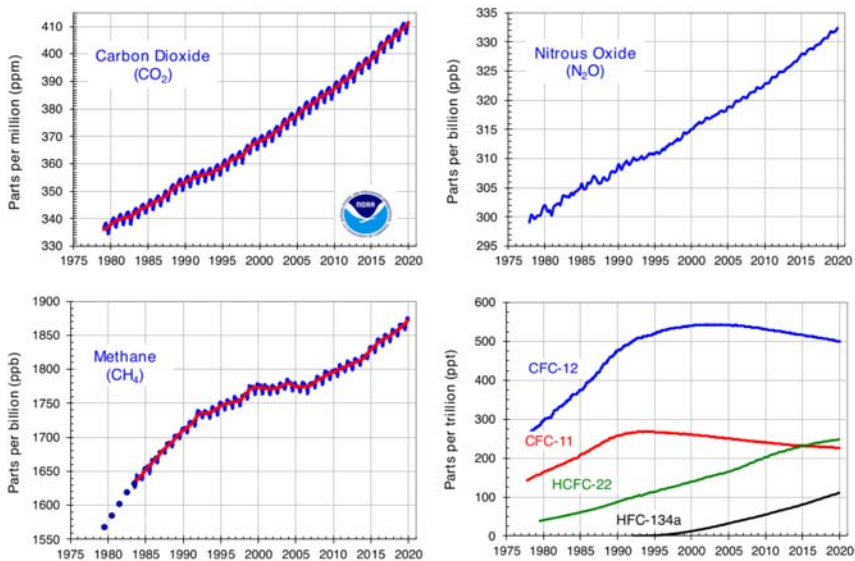 Parts per million (ppm)
410
400
390
380
370
360
350
340
330
Carbon Dioxide
(CO₂)
NOAA
1975 1980 1985 1990 1995 2000 2005 2010 2015 2020
Parts per billion (ppb)
335
330
325
320
315
310
305
300
295
Nitrous Oxide
(N₂O)
1975 1980 1985 1990 1995 2000 2005 2010 2015 2020
Parts per billion (ppb)
1900
1850
1800
1750
1700
1650
1600
1550
Methane
(CH₄)
1975 1980 1985 1990 1995 2000 2005 2010 2015 2020
Parts per trillion (ppt)
600
500
400
300
200
100
0
CFC-12
CFC-11
HCFC-22
HFC-134a
1975 1980 1985 1990 1995 2000 2005 2010 2015 2020